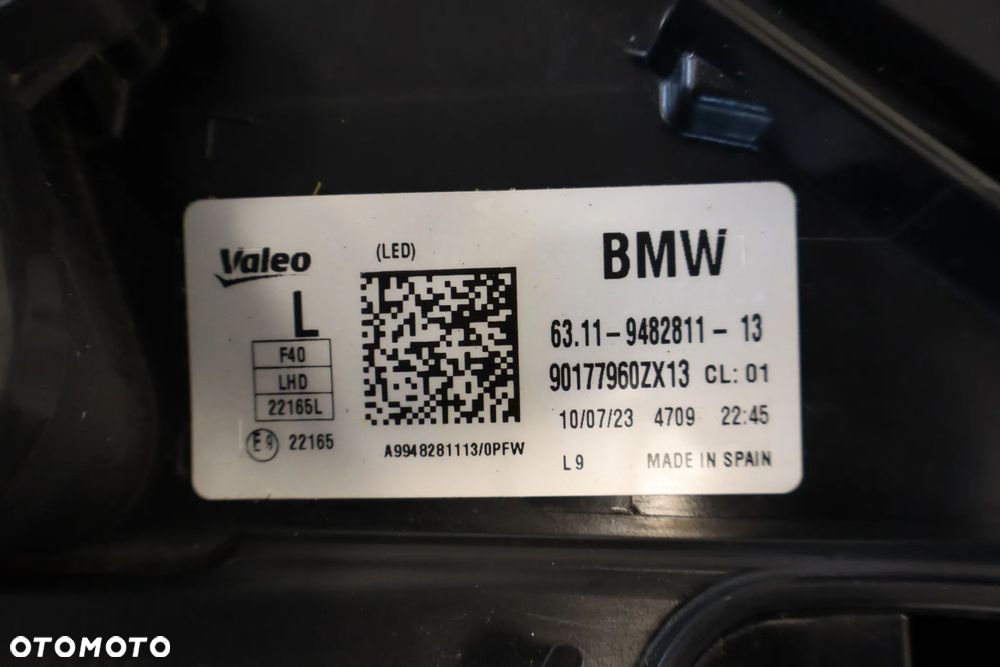 Valeo
(LED)
BMW
L
63.11-9482811-13
F40
LHD
22165L
90177960ZX13 CL: 01
10/07/23 4709 22:45
E9 22165
A9948281113/0PFW
L9 MADE IN SPAIN
OTOMOTO